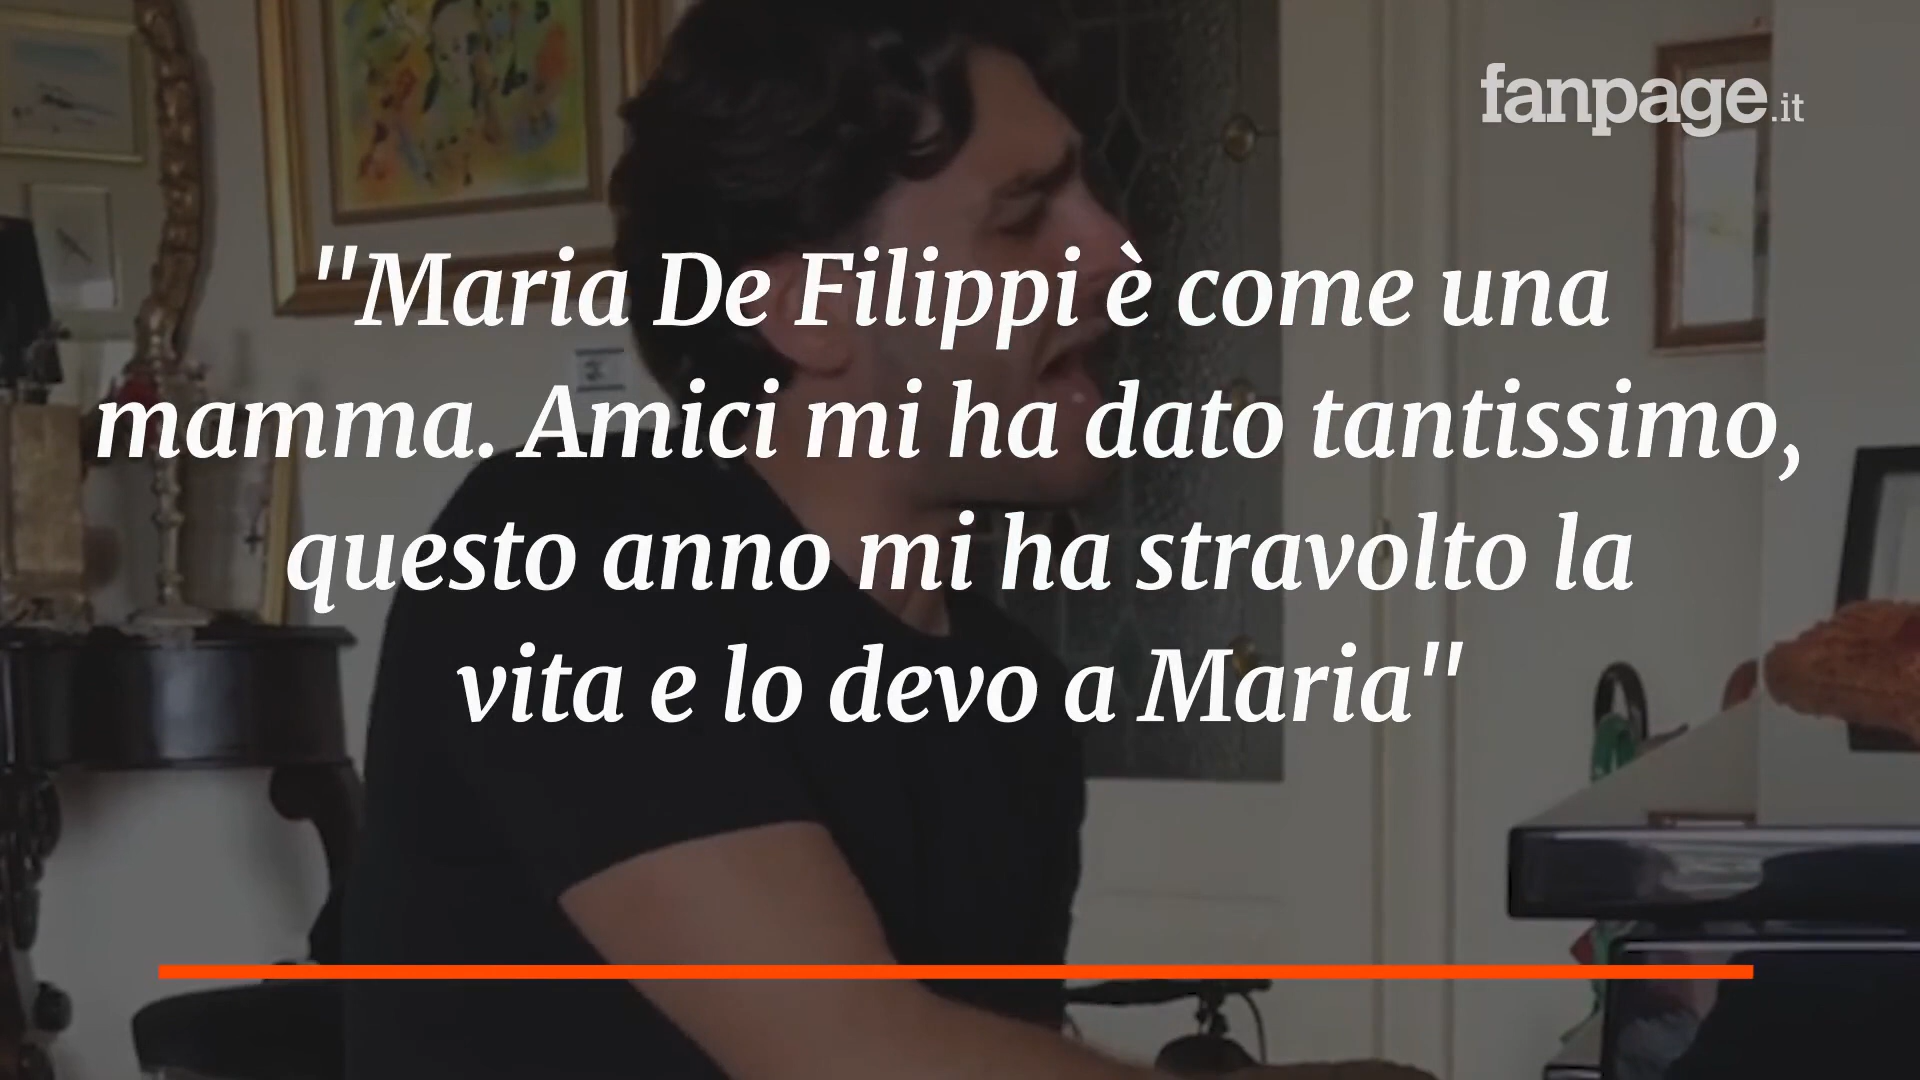 fanpage.it
"Maria De Filippi è come una
mamma. Amici mi ha dato tantissimo,
questo anno mi ha stravolto la
vita e lo devo a Maria"